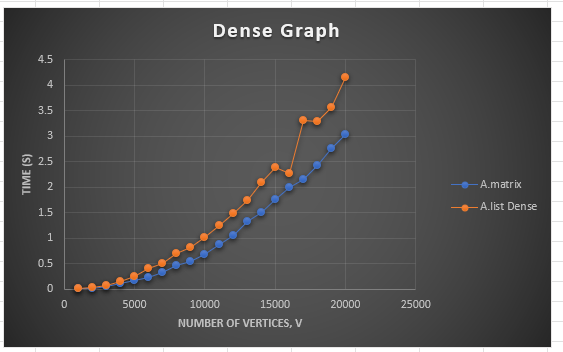 Dense Graph
4.5
4
3.5
3
2.5
2
1.5
1
0.5
0
TIME (S)
0 5000 10000 15000 20000 25000
NUMBER OF VERTICES, V
A.matrix
A.list Dense